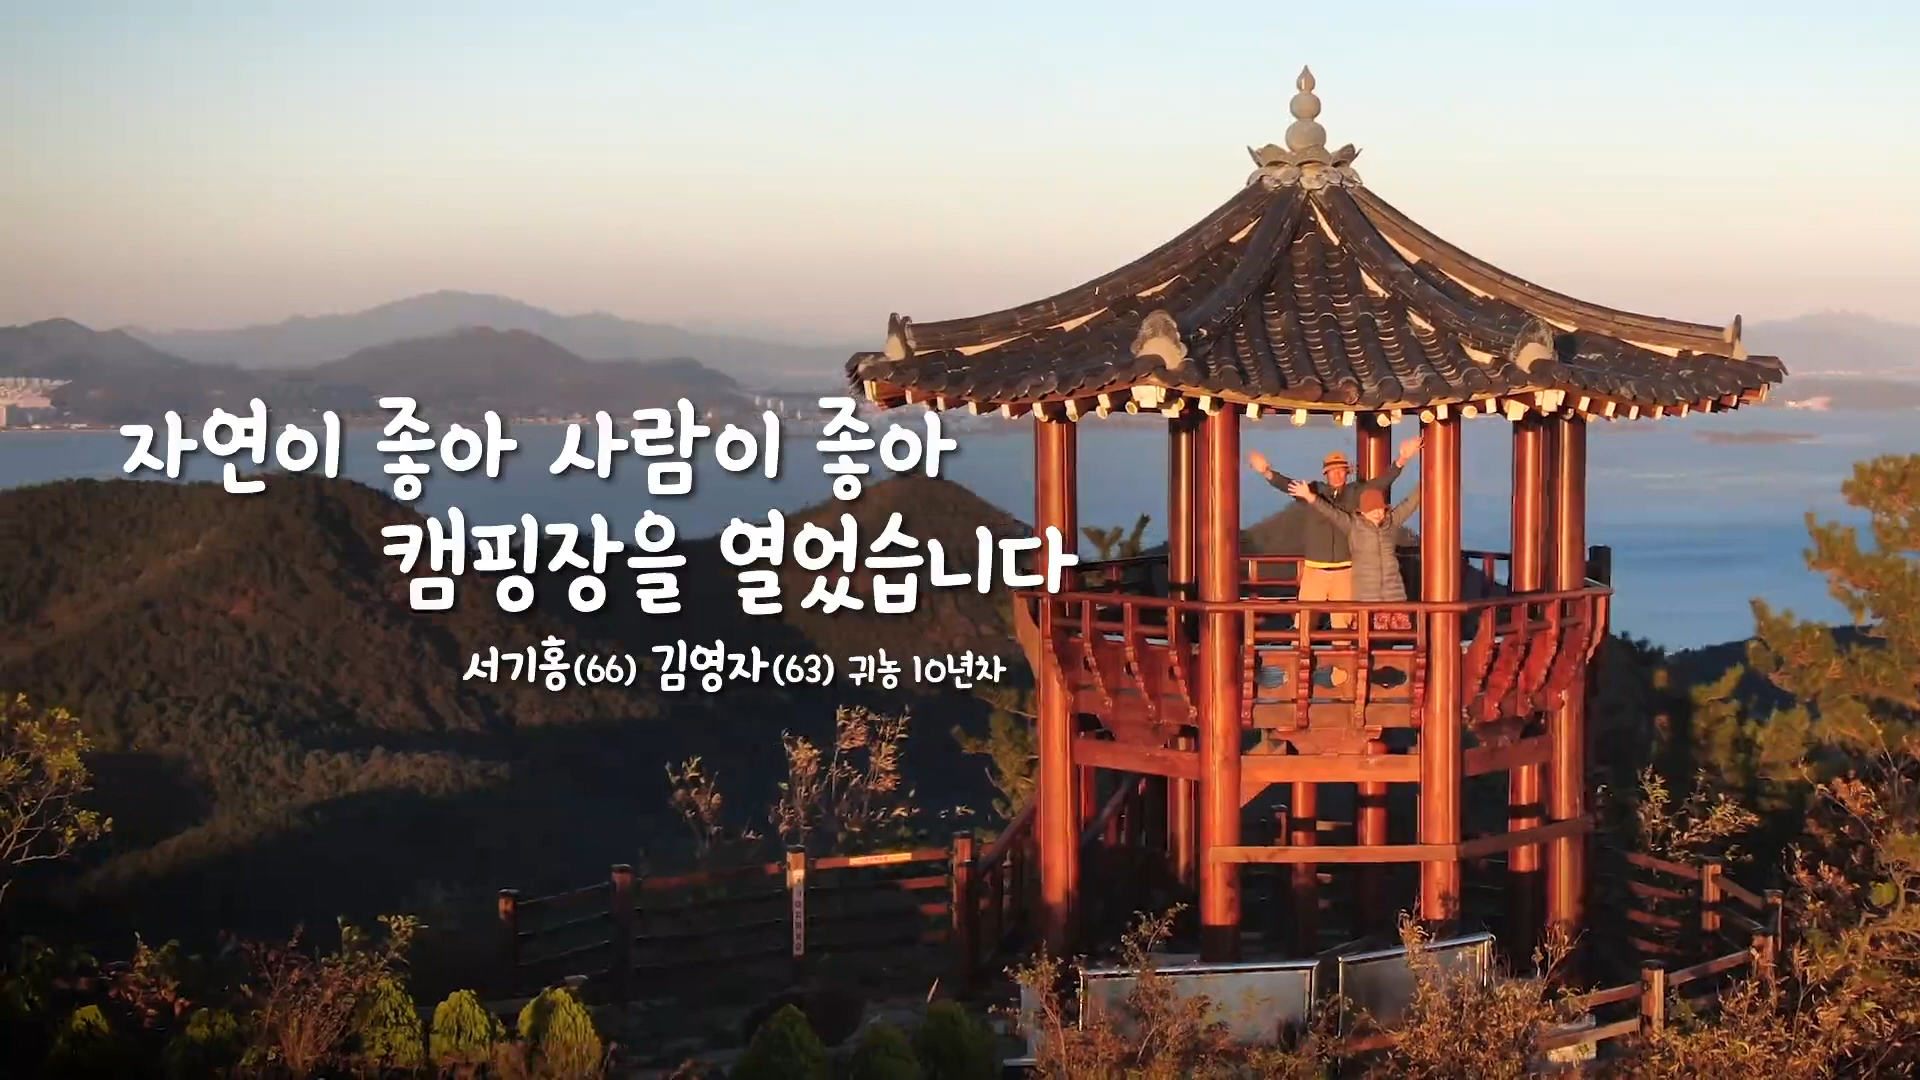 자연이 좋아 사람이 좋아
캠핑장을 열었습니다
서기홍(66) 김영자(63) 귀농 10년차